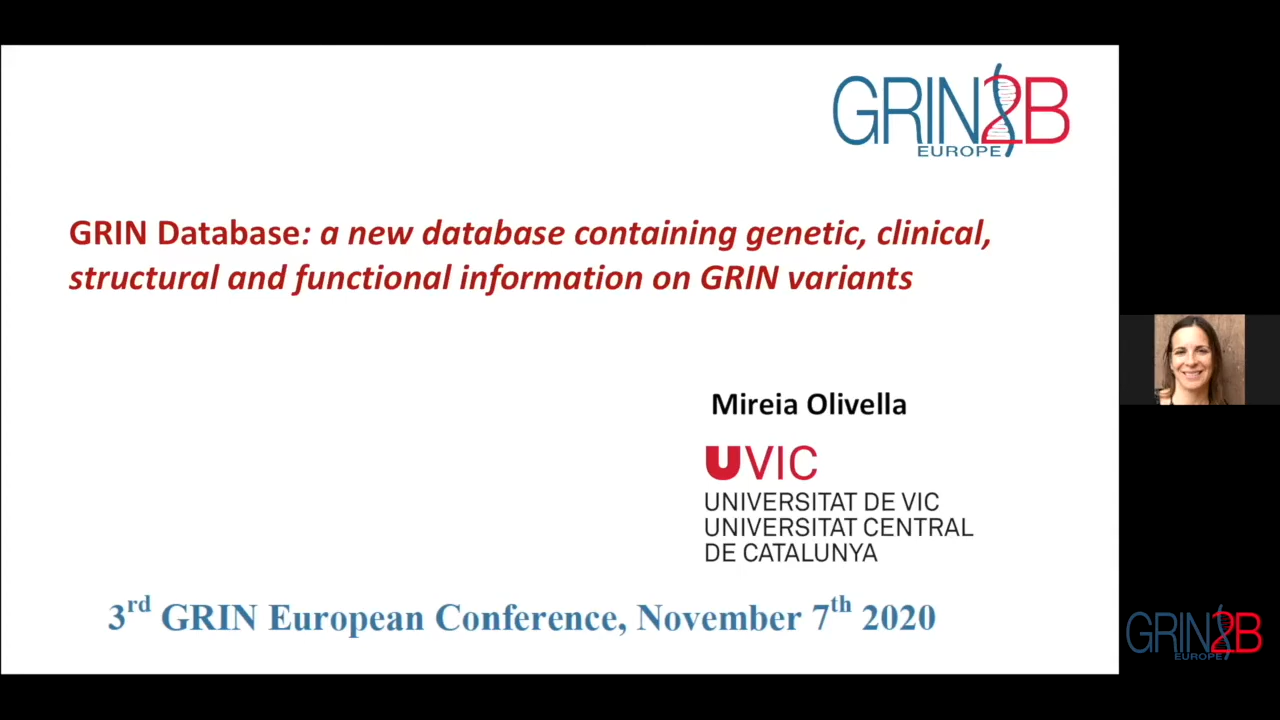 GRIN2B
EUROPE
GRIN Database: a new database containing genetic, clinical,
structural and functional information on GRIN variants
Mireia Olivella
UVIC
UNIVERSITAT DE VIC
UNIVERSITAT CENTRAL
DE CATALUNYA
3rd GRIN European Conference, November 7th 2020
GRIN2B
EUROPE